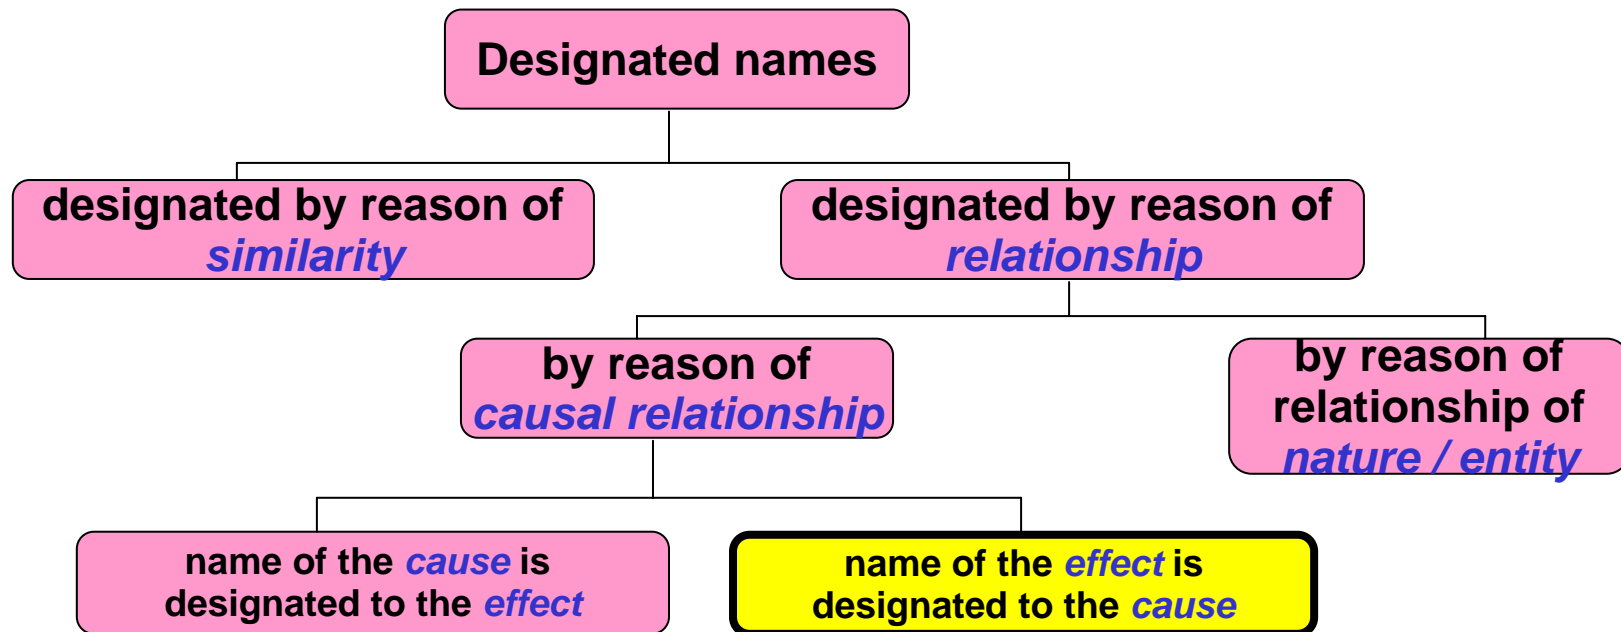 Designated names
designated by reason of
similarity
designated by reason of
relationship
by reason of
causal relationship
by reason of
relationship of
nature / entity
name of the cause is
designated to the effect
name of the effect is
designated to the cause